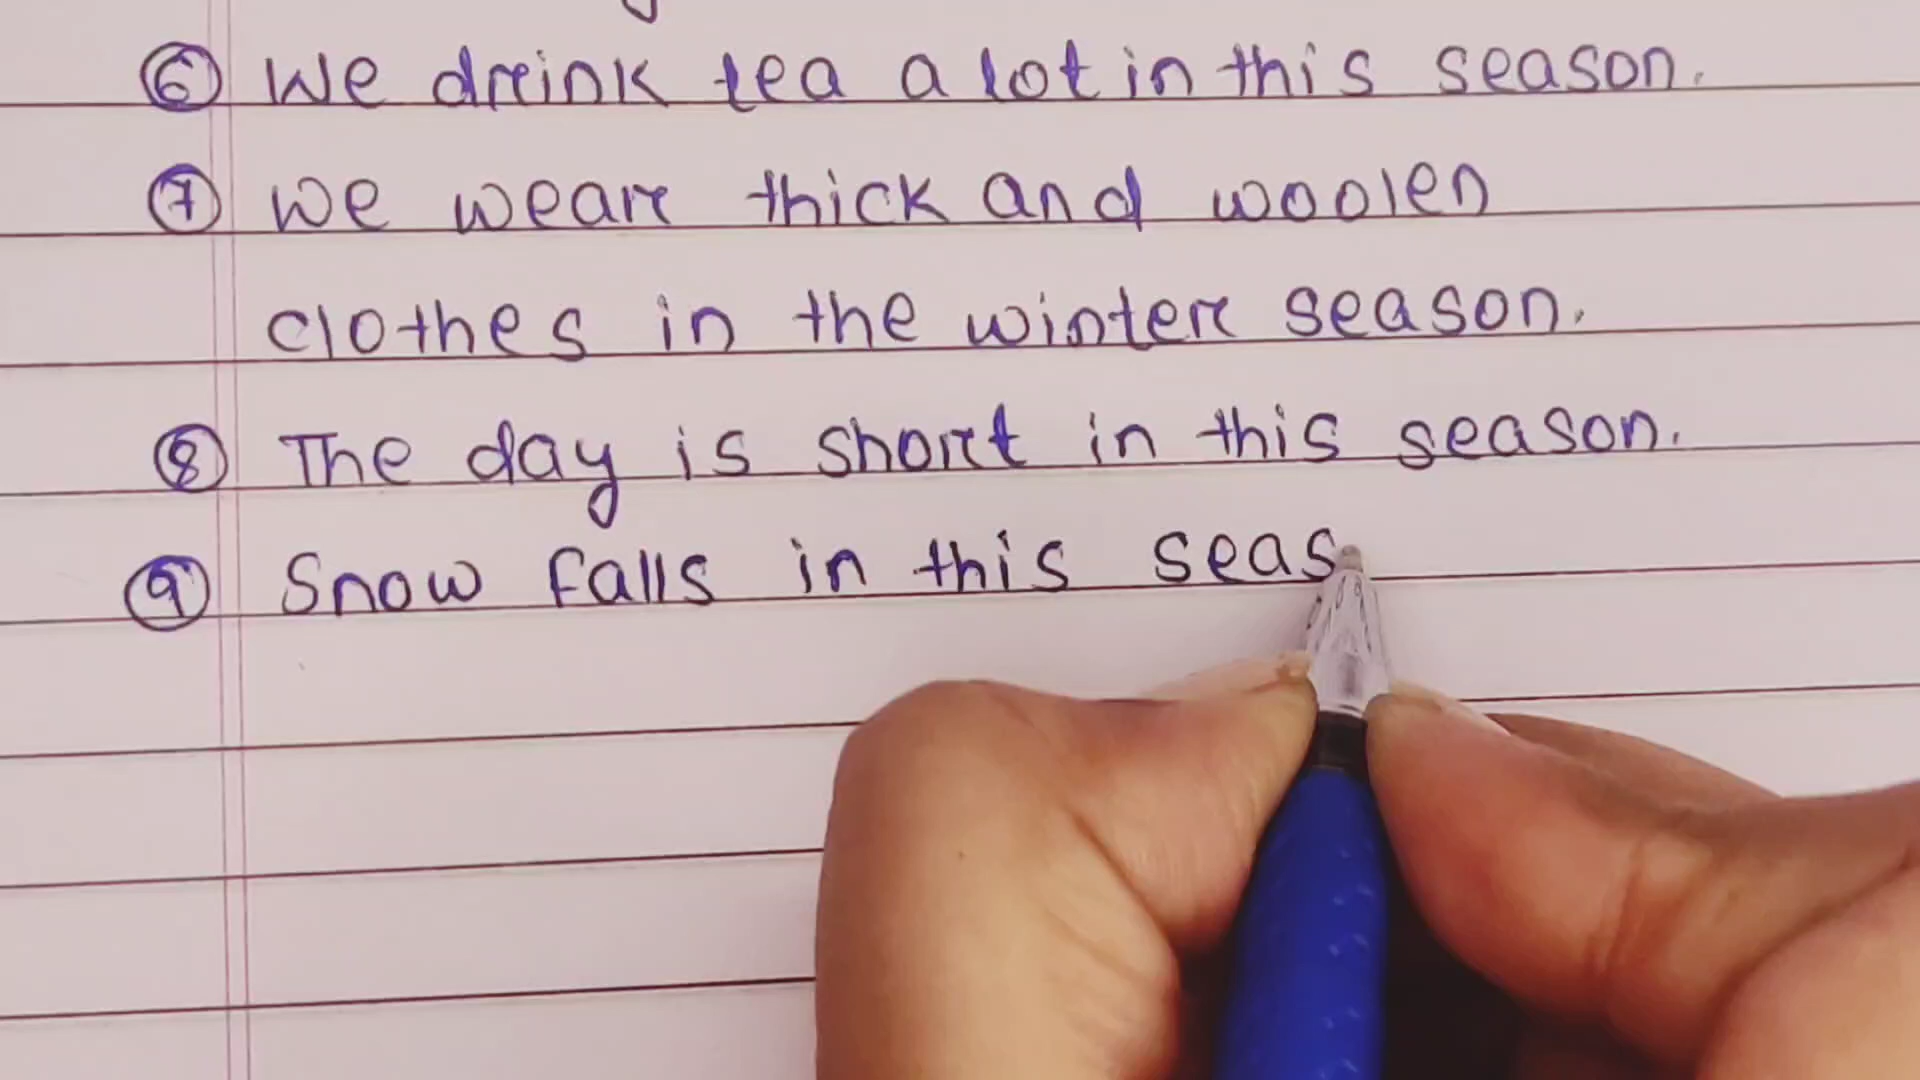 6 We drink tea a lot in this season.
7 We wear thick and woolen
clothes in the winter season.
8 The day is short in this season.
9 Snow falls in this seas